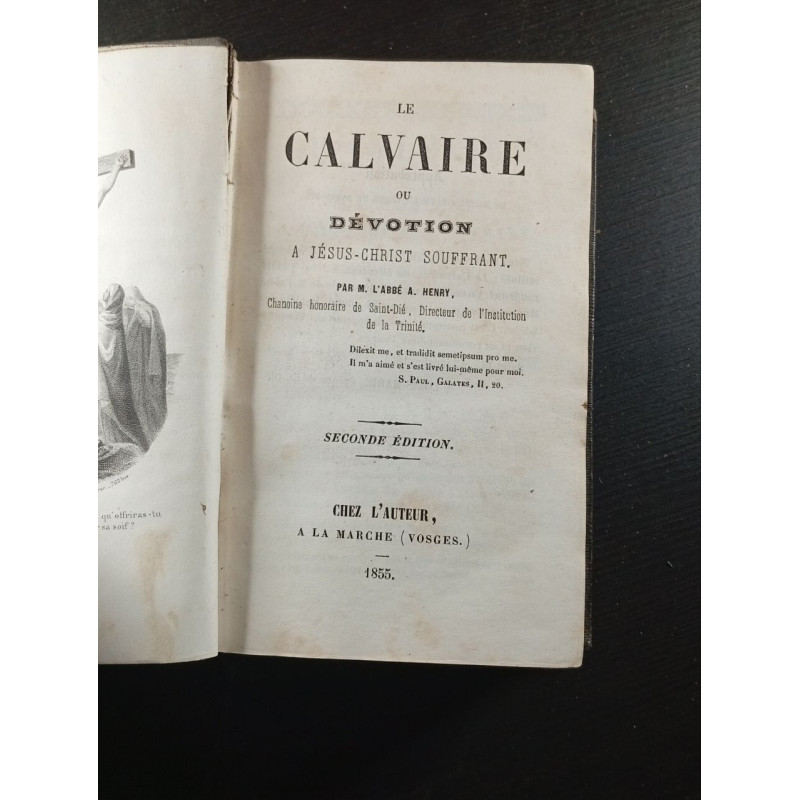 qu'offriras-tu
sa soif?
LE
CALVAIRE
OU
DÉVOTION
A JÉSUS-CHRIST SOUFFRANT.
PAR M. L'ABBÉ A. HENRY,
Chanoine honoraire de Saint-Dié, Directeur de l'Institution
de la Trinité.
Dilexit me, et tradidit semetipsum pro me.
Il m'a aimé et s'est livré lui-même pour moi.
S. PAUL, GALATES, II, 20.
SECONDE ÉDITION.
CHEZ L'AUTEUR,
A LA MARCHE (VOSGES.)
1855.